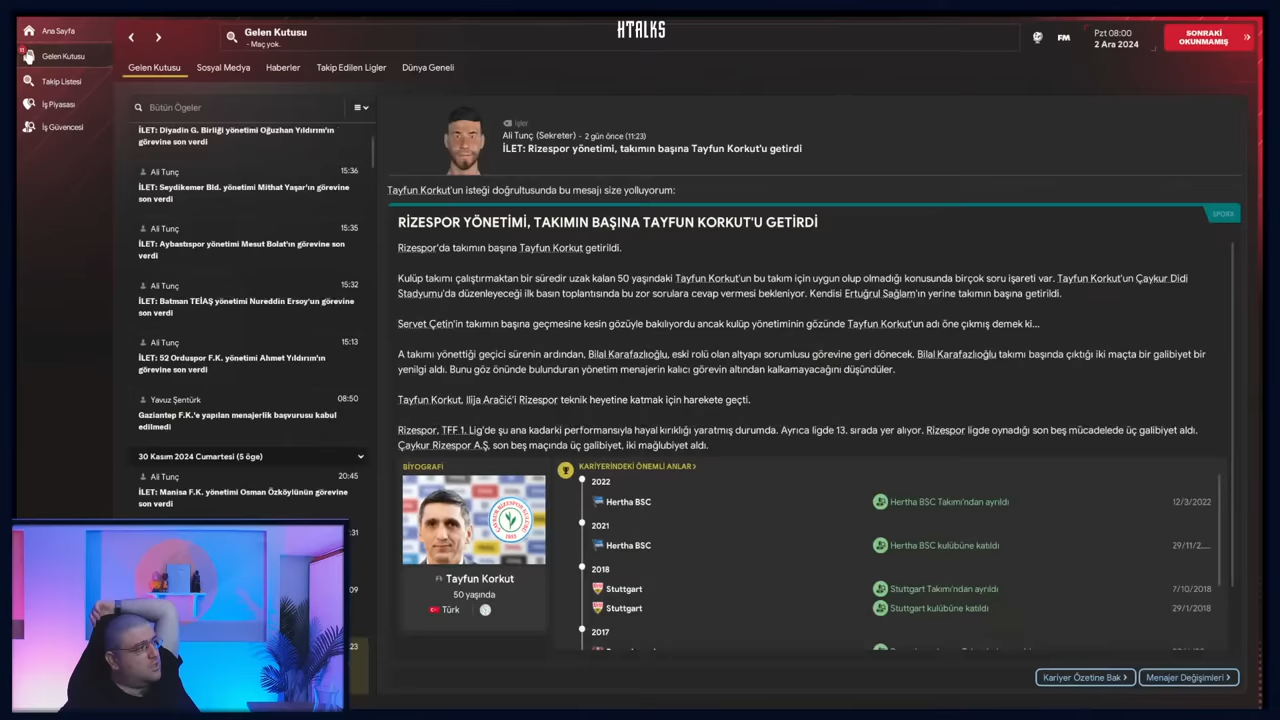 HTALKS
Ana Sayfa
Gelen Kutusu
- Maç yok.
FM
Pzt 08:00
2 Ara 2024
SONRAKİ
OKUNMAMIŞ
11
Gelen Kutusu
Takip Listesi
İş Piyasası
İş Güvencesi
Gelen Kutusu
Sosyal Medya
Haberler
Takip Edilen Ligler
Dünya Geneli
Bütün Ögeler
İLET: Diyadin G. Birliği yönetimi Oğuzhan Yıldırım'ın
görevine son verdi
Ali Tunç
15:36
İLET: Seydikemer Bld. yönetimi Mithat Yaşar'ın görevine
son verdi
Ali Tunç
15:35
İLET: Aybastıspor yönetimi Mesut Bolat'ın görevine son
verdi
Ali Tunç
15:32
İLET: Batman TEİAŞ yönetimi Nureddin Ersoy'un görevine
son verdi
Ali Tunç
15:13
İLET: 52 Orduspor F.K. yönetimi Ahmet Yıldırım'ın
görevine son verdi
Yavuz Şentürk
08:50
Gaziantep F.K.'e yapılan menajerlik başvurusu kabul
edilmedi
30 Kasım 2024 Cumartesi (5 öge)
Ali Tunç
20:45
İLET: Manisa F.K. yönetimi Osman Özköylünün görevine
son verdi
:31
:09
:23
İşler
Ali Tunç (Sekreter) - 2 gün önce (11:23)
İLET: Rizespor yönetimi, takımın başına Tayfun Korkut'u getirdi
Tayfun Korkut'un isteği doğrultusunda bu mesajı size yolluyorum:
SPORX
RİZESPOR YÖNETİMİ, TAKIMIN BAŞINA TAYFUN KORKUT'U GETİRDİ
Rizespor'da takımın başına Tayfun Korkut getirildi.
Kulüp takımı çalıştırmaktan bir süredir uzak kalan 50 yaşındaki Tayfun Korkut'un bu takım için uygun olup olmadığı konusunda birçok soru işareti var. Tayfun Korkut'un Çaykur Didi
Stadyumu'da düzenleyeceği ilk basın toplantısında bu zor sorulara cevap vermesi bekleniyor. Kendisi Ertuğrul Sağlam'ın yerine takımın başına getirildi.
Servet Çetin'in takımın başına geçmesine kesin gözüyle bakılıyordu ancak kulüp yönetiminin gözünde Tayfun Korkut'un adı öne çıkmış demek ki...
A takımı yönettiği geçici sürenin ardından, Bilal Karafazlıoğlu, eski rolü olan altyapı sorumlusu görevine geri dönecek. Bilal Karafazlıoğlu takımı başında çıktığı iki maçta bir galibiyet bir
yenilgi aldı. Bunu göz önünde bulunduran yönetim menajerin kalıcı görevin altından kalkamayacağını düşündüler.
Tayfun Korkut, Ilija Aračić'i Rizespor teknik heyetine katmak için harekete geçti.
Rizespor, TFF 1. Lig'de şu ana kadarki performansıyla hayal kırıklığı yaratmış durumda. Ayrıca ligde 13. sırada yer alıyor. Rizespor ligde oynadığı son beş mücadelede üç galibiyet aldı.
Çaykur Rizespor A.Ş, son beş maçında üç galibiyet, iki mağlubiyet aldı.
BİYOGRAFİ
Tayfun Korkut
50 yaşında
Türk
KARİYERİNDEKİ ÖNEMLİ ANLAR
2022
Hertha BSC
Hertha BSC Takımı'ndan ayrıldı
12/3/2022
2021
Hertha BSC
Hertha BSC kulübüne katıldı
29/11/2....
2018
Stuttgart
Stuttgart Takımı'ndan ayrıldı
7/10/2018
Stuttgart
Stuttgart kulübüne katıldı
29/1/2018
2017
Kariyer Özetine Bak
Menajer Değişimleri